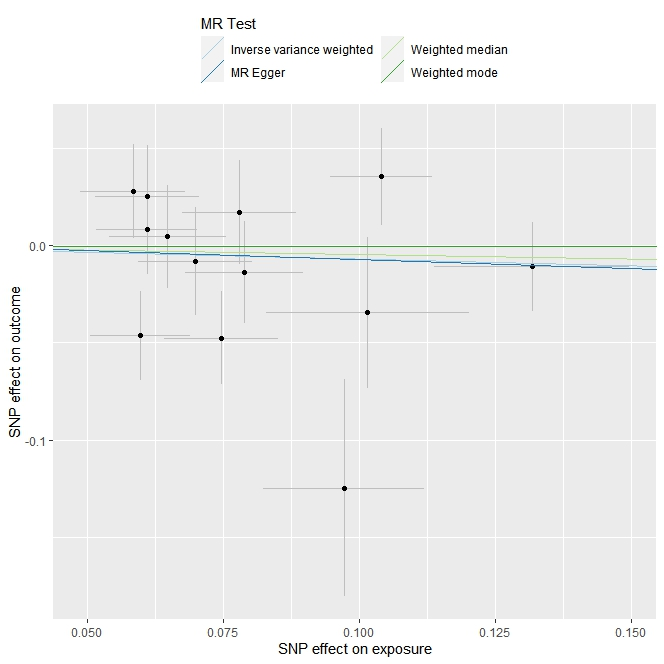 MR Test
Inverse variance weighted
Weighted median
MR Egger
Weighted mode
SNP effect on outcome
0.0
-0.1
0.050
0.075
0.100
0.125
0.150
SNP effect on exposure